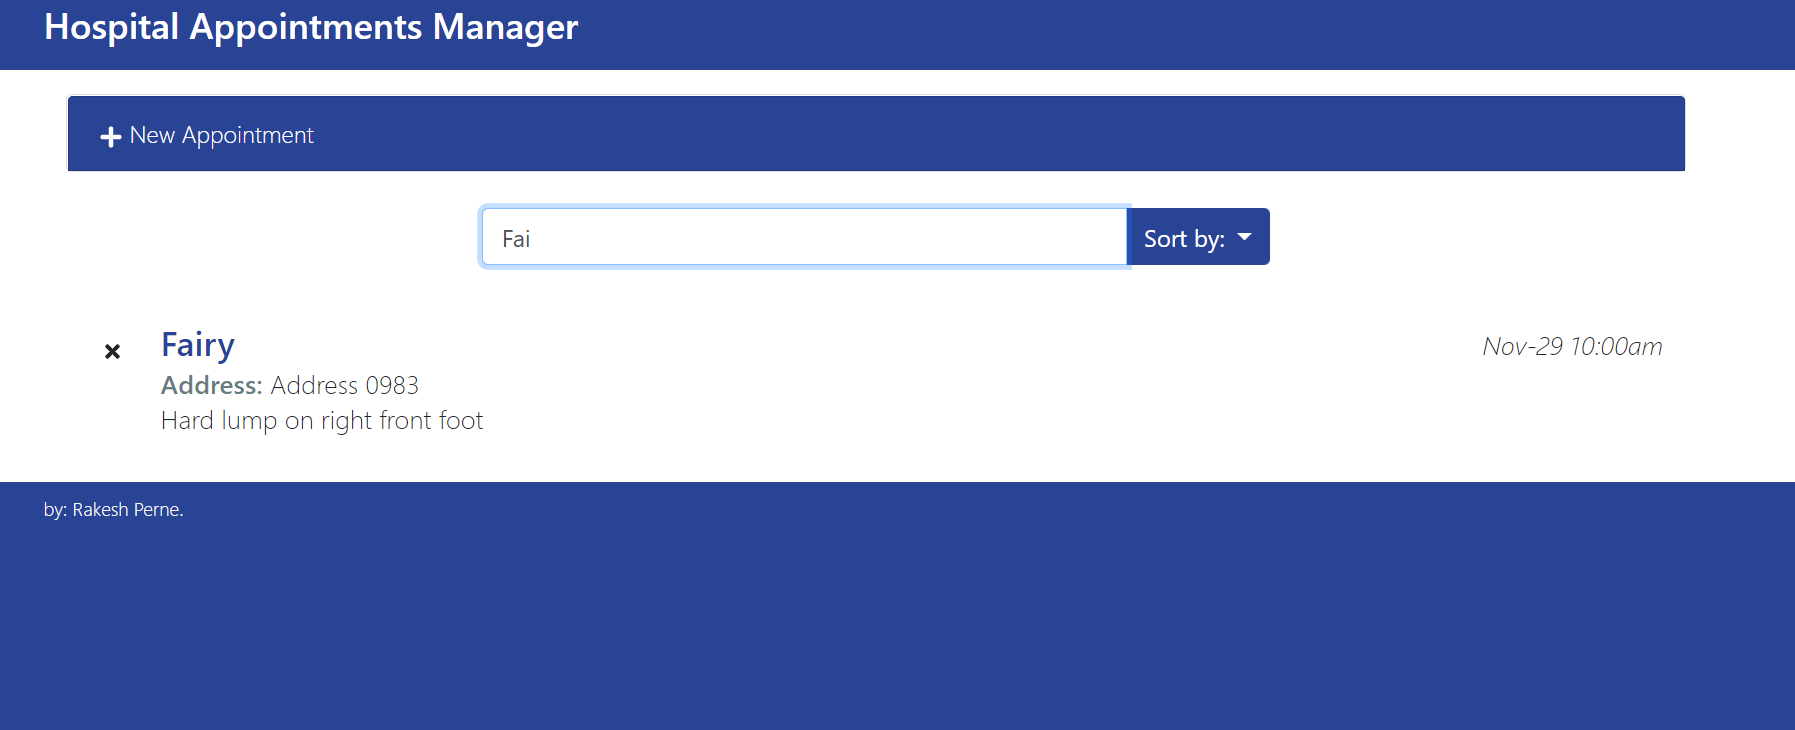 Hospital Appointments Manager
New Appointment
Fai
Sort by:
Fairy
Nov-29 10:00am
Address: Address 0983
Hard lump on right front foot
by: Rakesh Perne.